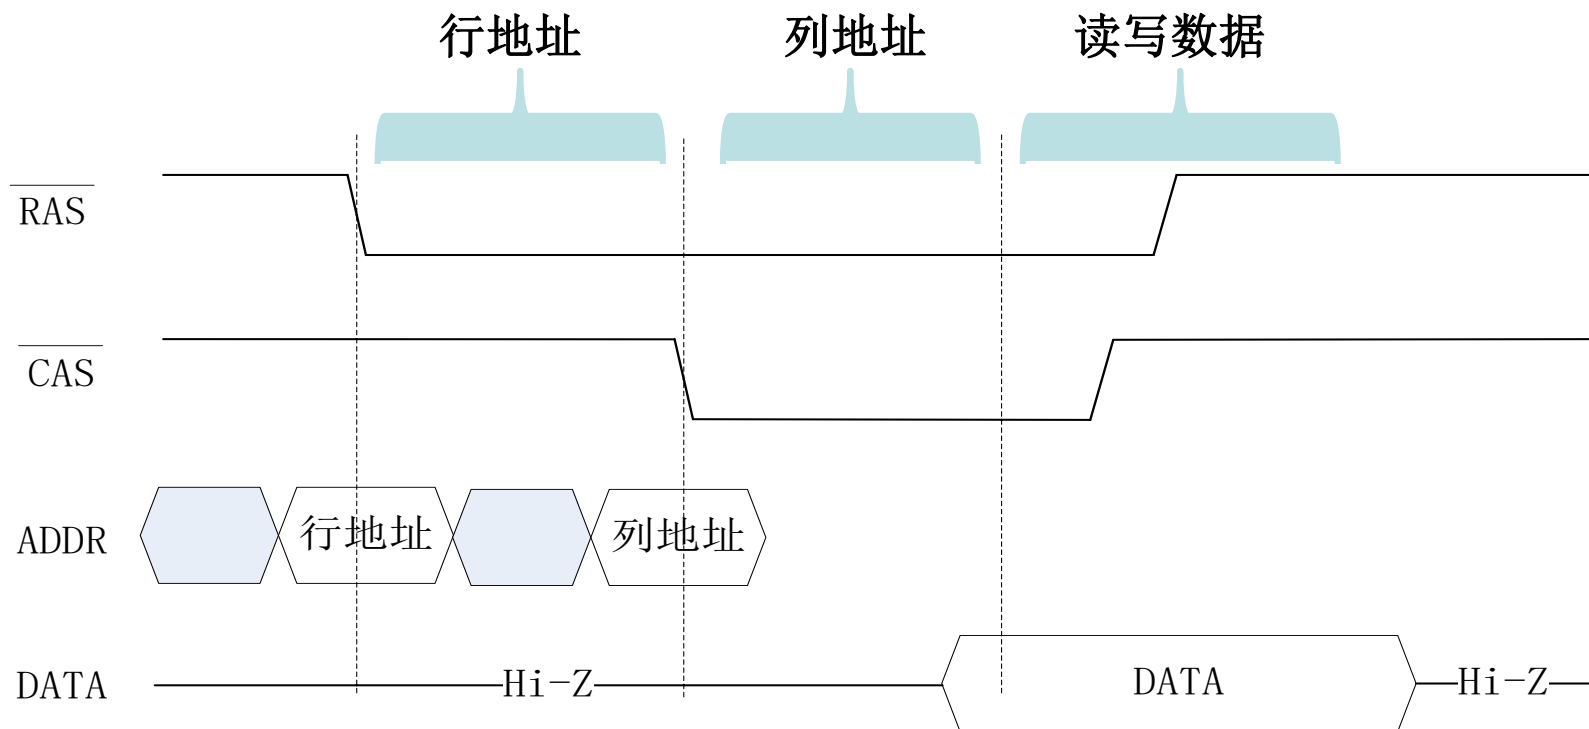 行地址 列地址 读写数据
RAS
CAS
ADDR 行地址 列地址
DATA Hi-Z DATA Hi-Z